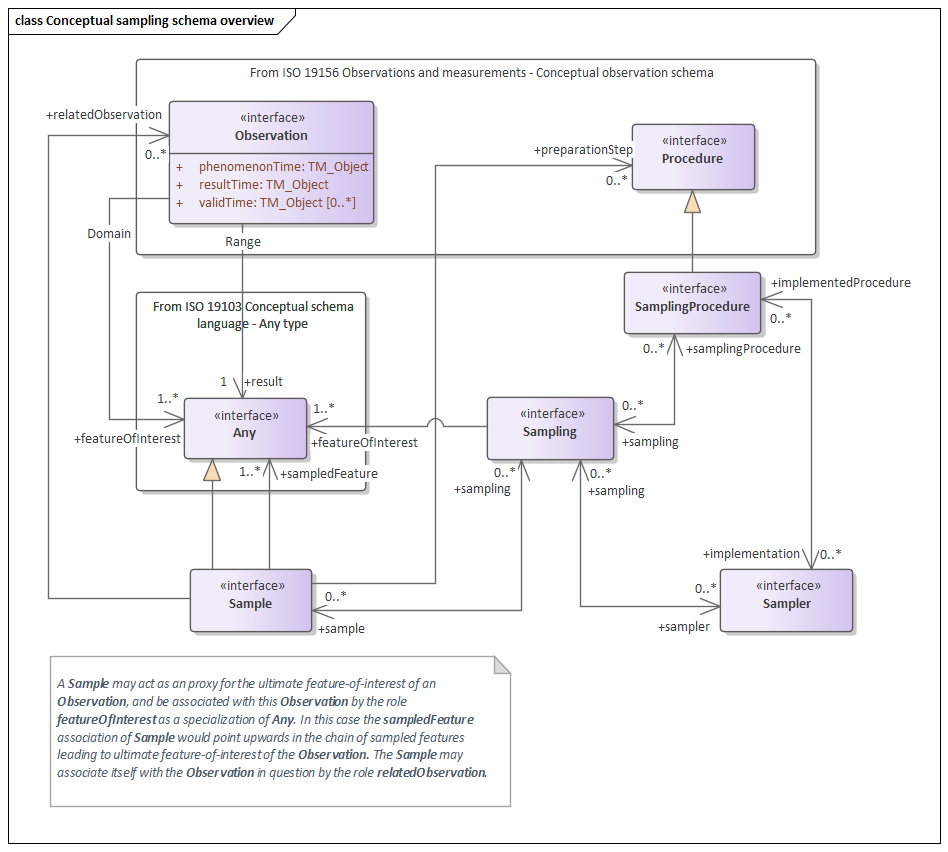 class Conceptual sampling schema overview
From ISO 19156 Observations and measurements - Conceptual observation schema
+relatedObservation
0..*
«interface»
Observation
+ phenomenonTime: TM_Object
+ resultTime: TM_Object
+ validTime: TM_Object [0..*]
+preparationStep
0..*
«interface»
Procedure
Domain
Range
From ISO 19103 Conceptual schema
language - Any type
«interface»
SamplingProcedure
+implementedProcedure
0..*
0..*
+samplingProcedure
1
+result
1..*
+featureOfInterest
«interface»
Any
1..*
+featureOfInterest
1..*
+sampledFeature
«interface»
Sampling
0..*
+sampling
0..*
+sampling
0..*
+sampling
+implementation
0..*
«interface»
Sample
0..*
+sample
0..*
+sampler
«interface»
Sampler
A Sample may act as an proxy for the ultimate feature-of-interest of an
Observation, and be associated with this Observation by the role
featureOfInterest as a specialization of Any. In this case the sampledFeature
association of Sample would point upwards in the chain of sampled features
leading to ultimate feature-of-interest of the Observation. The Sample may
associate itself with the Observation in question by the role relatedObservation.